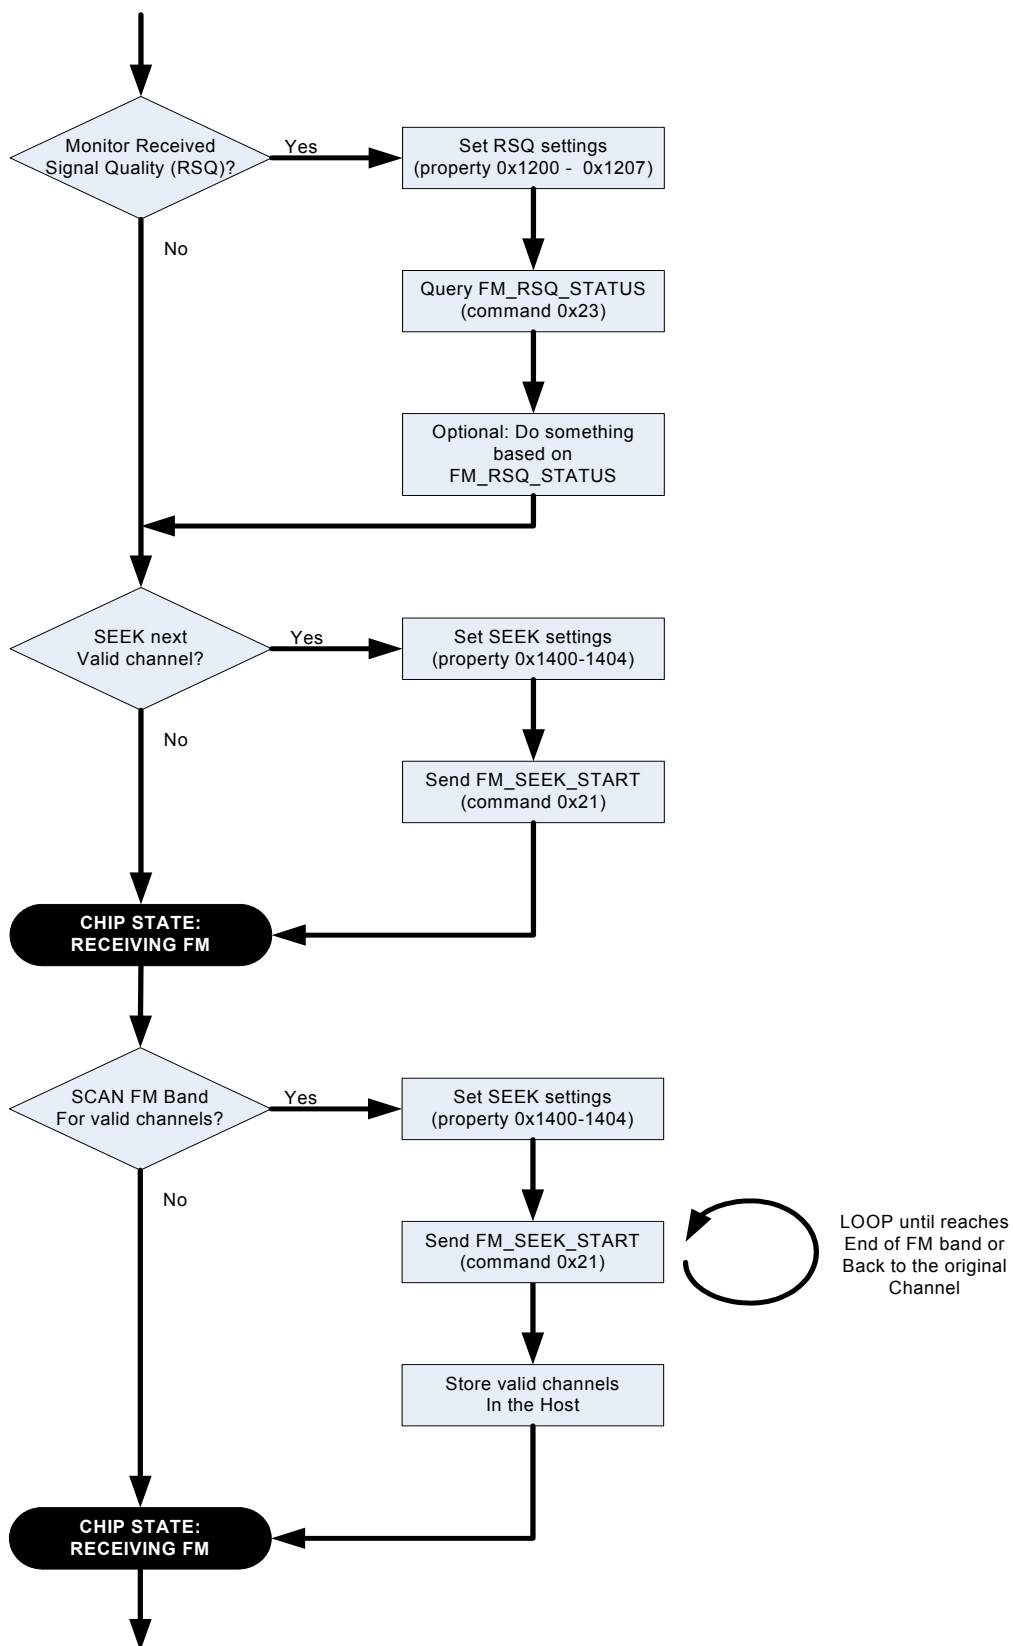 Monitor Received
Signal Quality (RSQ)?
Yes
Set RSQ settings
(property 0x1200 - 0x1207)
No
Query FM_RSQ_STATUS
(command 0x23)
Optional: Do something
based on
FM_RSQ_STATUS
SEEK next
Valid channel?
Yes
Set SEEK settings
(property 0x1400-1404)
No
Send FM_SEEK_START
(command 0x21)
CHIP STATE:
RECEIVING FM
SCAN FM Band
For valid channels?
Yes
Set SEEK settings
(property 0x1400-1404)
No
Send FM_SEEK_START
(command 0x21)
LOOP until reaches
End of FM band or
Back to the original
Channel
Store valid channels
In the Host
CHIP STATE:
RECEIVING FM